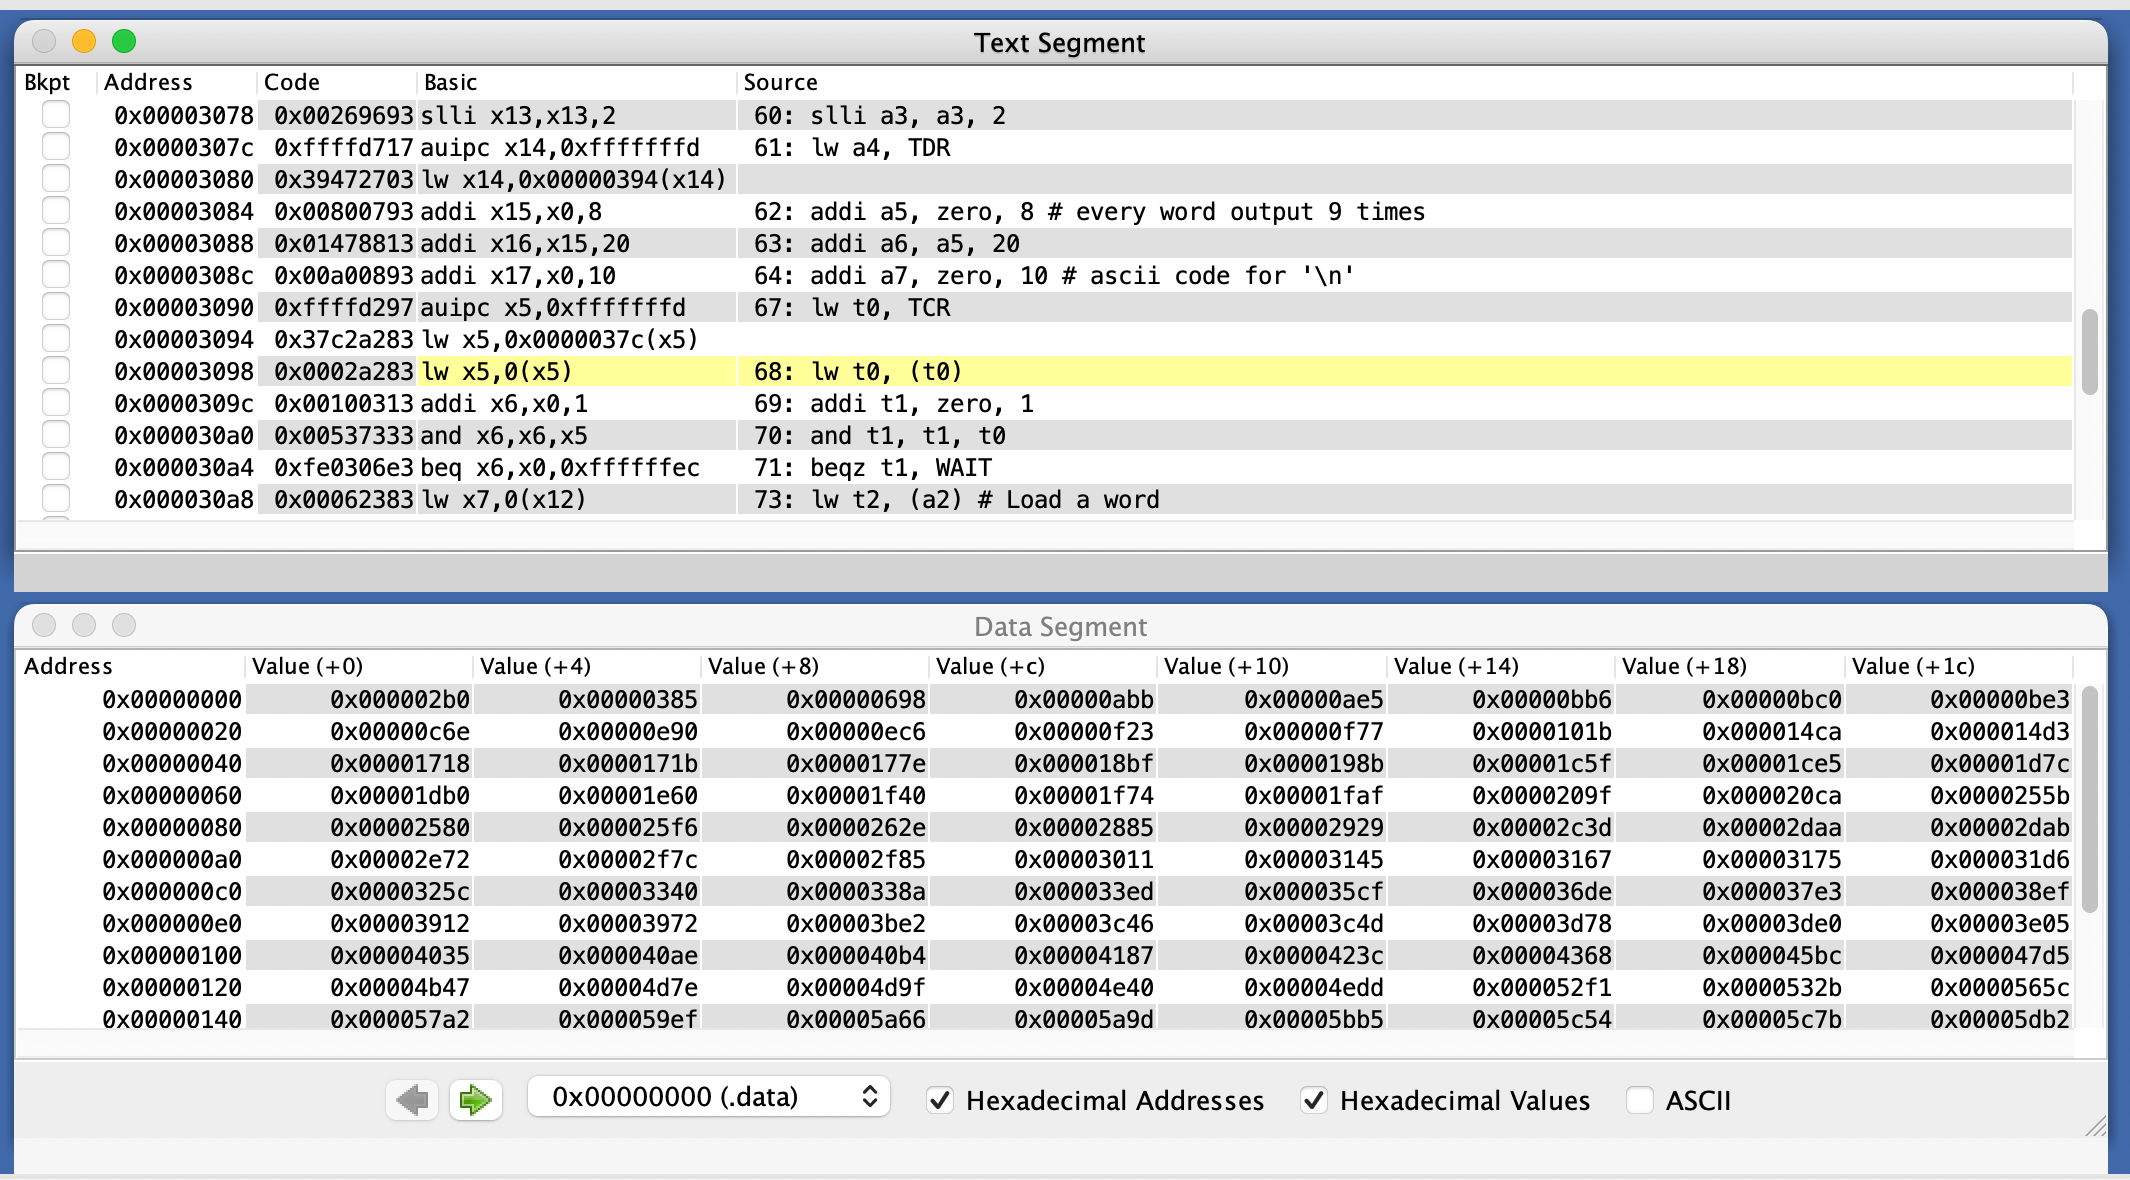 Text Segment
Bkpt Address Code Basic Source
0x00003078 0x00269693 slli x13,x13,2 60: slli a3, a3, 2
0x0000307c 0xffffd717 auipc x14,0xfffffffd 61: lw a4, TDR
0x00003080 0x39472703 lw x14,0x00000394(x14)
0x00003084 0x00800793 addi x15,x0,8 62: addi a5, zero, 8 # every word output 9 times
0x00003088 0x01478813 addi x16,x15,20 63: addi a6, a5, 20
0x0000308c 0x00a00893 addi x17,x0,10 64: addi a7, zero, 10 # ascii code for '\n'
0x00003090 0xffffd297 auipc x5,0xfffffffd 67: lw t0, TCR
0x00003094 0x37c2a283 lw x5,0x0000037c(x5)
0x00003098 0x0002a283 lw x5,0(x5) 68: lw t0, (t0)
0x0000309c 0x00100313 addi x6,x0,1 69: addi t1, zero, 1
0x000030a0 0x00537333 and x6,x6,x5 70: and t1, t1, t0
0x000030a4 0xfe0306e3 beq x6,x0,0xffffffec 71: beqz t1, WAIT
0x000030a8 0x00062383 lw x7,0(x12) 73: lw t2, (a2) # Load a word
Data Segment
Address Value (+0) Value (+4) Value (+8) Value (+c) Value (+10) Value (+14) Value (+18) Value (+1c)
0x00000000 0x000002b0 0x00000385 0x00000698 0x00000abb 0x00000ae5 0x00000bb6 0x00000bc0 0x00000be3
0x00000020 0x00000c6e 0x00000e90 0x00000ec6 0x00000f23 0x00000f77 0x0000101b 0x000014ca 0x000014d3
0x00000040 0x00001718 0x0000171b 0x0000177e 0x000018bf 0x0000198b 0x00001c5f 0x00001ce5 0x00001d7c
0x00000060 0x00001db0 0x00001e60 0x00001f40 0x00001f74 0x00001faf 0x0000209f 0x000020ca 0x0000255b
0x00000080 0x00002580 0x000025f6 0x0000262e 0x00002885 0x00002929 0x00002c3d 0x00002daa 0x00002dab
0x000000a0 0x00002e72 0x00002f7c 0x00002f85 0x00003011 0x00003145 0x00003167 0x00003175 0x000031d6
0x000000c0 0x0000325c 0x00003340 0x0000338a 0x000033ed 0x000035cf 0x000036de 0x000037e3 0x000038ef
0x000000e0 0x00003912 0x00003972 0x00003be2 0x00003c46 0x00003c4d 0x00003d78 0x00003de0 0x00003e05
0x00000100 0x00004035 0x000040ae 0x000040b4 0x00004187 0x0000423c 0x00004368 0x000045bc 0x000047d5
0x00000120 0x00004b47 0x00004d7e 0x00004d9f 0x00004e40 0x00004edd 0x000052f1 0x0000532b 0x0000565c
0x00000140 0x000057a2 0x000059ef 0x00005a66 0x00005a9d 0x00005bb5 0x00005c54 0x00005c7b 0x00005db2
0x00000000 (.data) Hexadecimal Addresses Hexadecimal Values ASCII